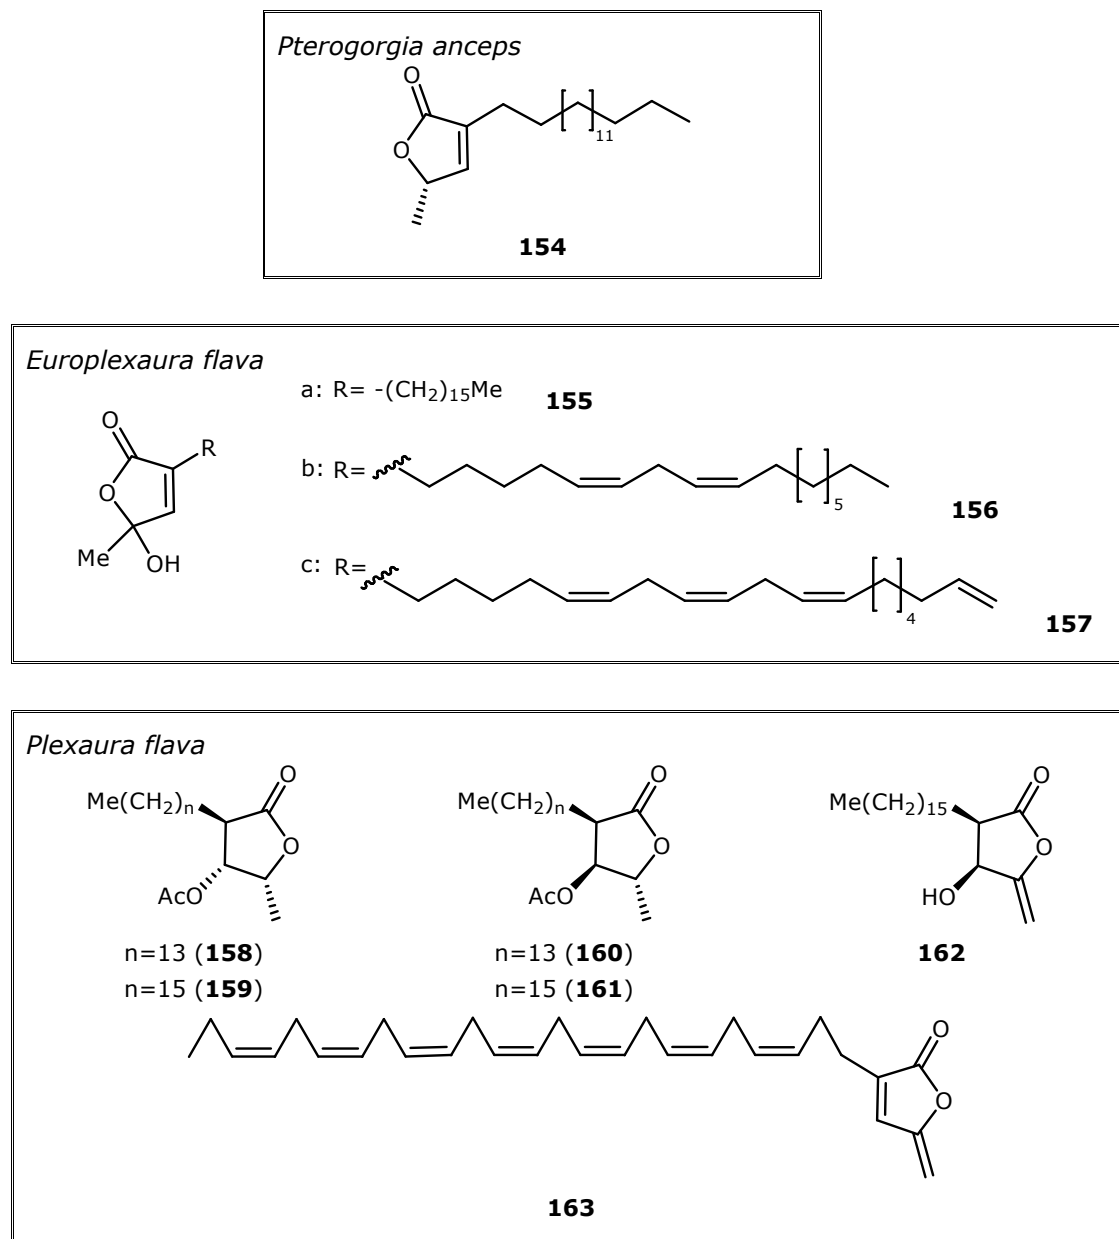 Pterogorgia anceps
O
O
11
154
Europlexaura flava
a: R= -(CH2)15Me 155
O
R
O
Me
OH
b: R=
5
156
c: R=
4
157
Plexaura flava
Me(CH2)n
O
O
AcO
n=13 (158)
n=15 (159)
Me(CH2)n
O
O
AcO
n=13 (160)
n=15 (161)
Me(CH2)15
O
O
HO
162
O
O
163